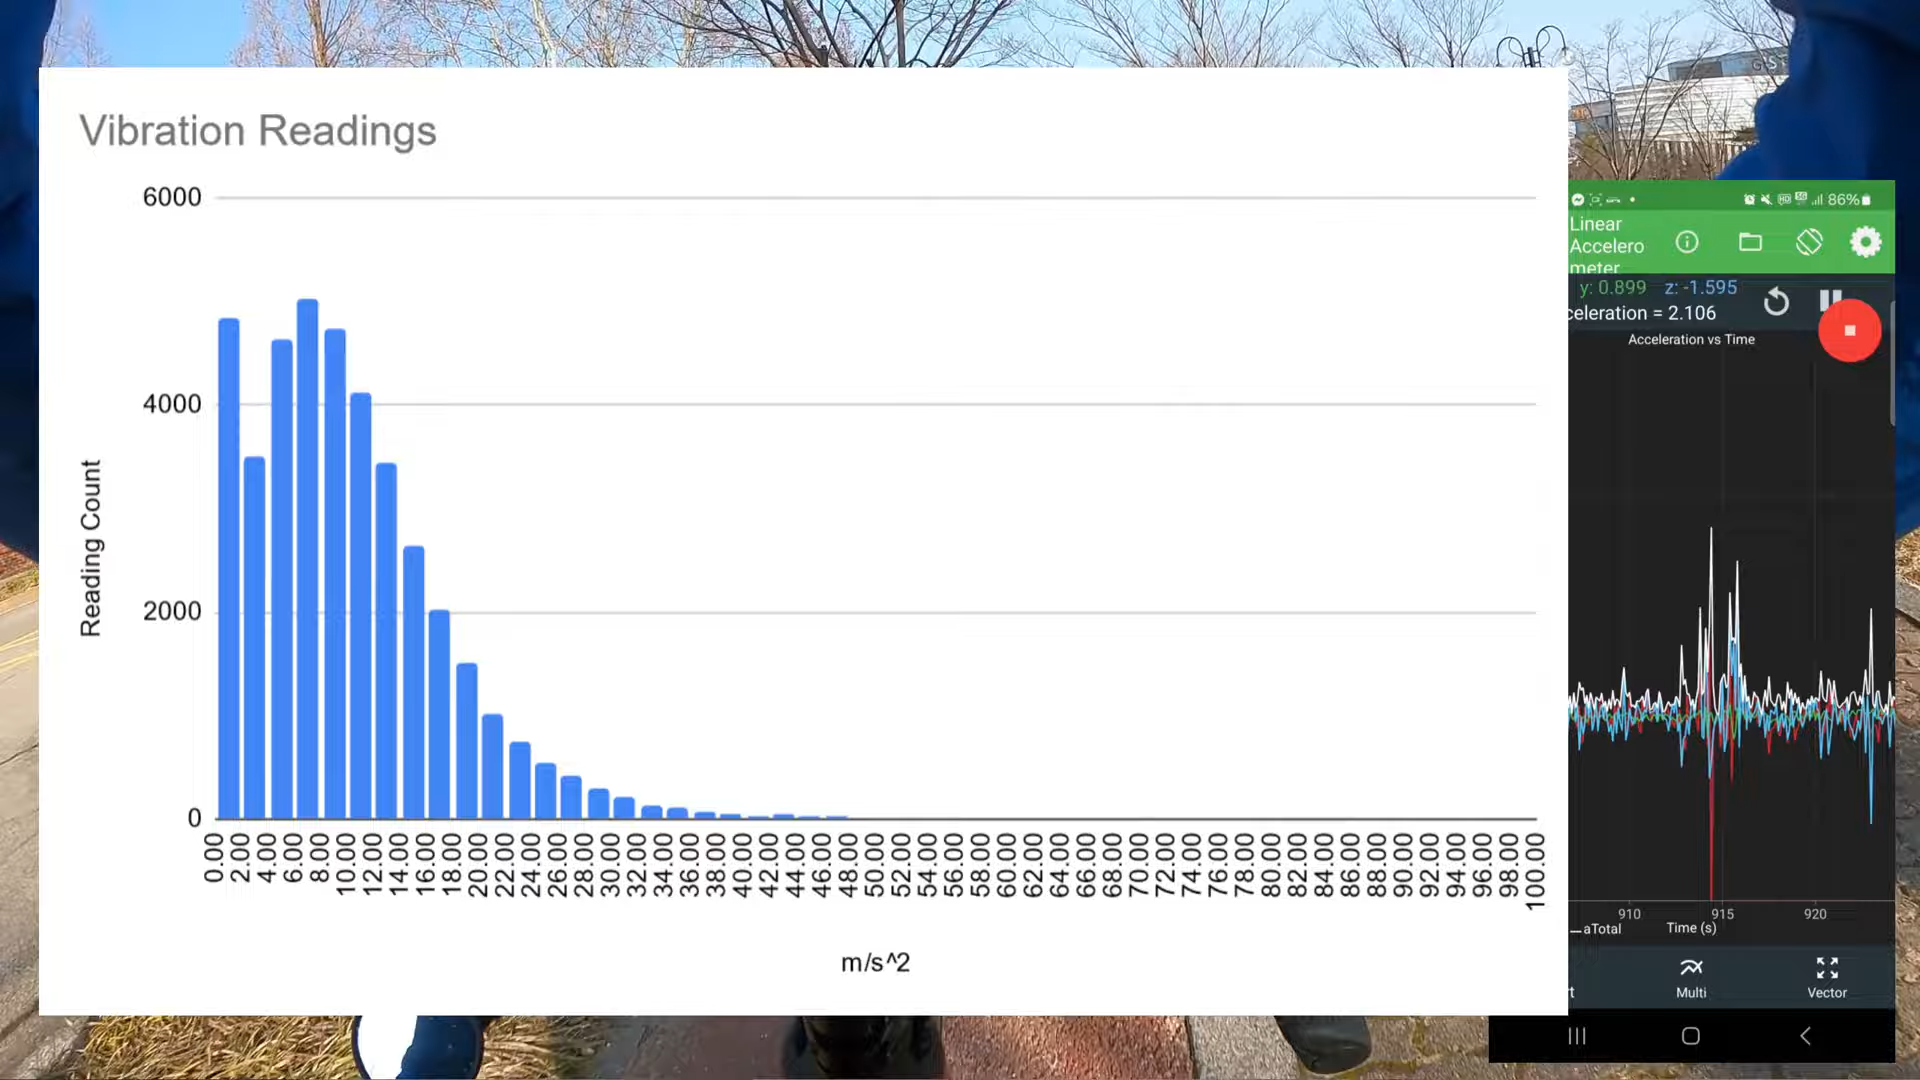 Vibration Readings
6000
4000
2000
0
Reading Count
0.00 2.00 4.00 6.00 8.00 10.00 12.00 14.00 16.00 18.00 20.00 22.00 24.00 26.00 28.00 30.00 32.00 34.00 36.00 38.00 40.00 42.00 44.00 46.00 48.00 50.00 52.00 54.00 56.00 58.00 60.00 62.00 64.00 66.00 68.00 70.00 72.00 74.00 76.00 78.00 80.00 82.00 84.00 86.00 88.00 90.00 92.00 94.00 96.00 98.00 100.00
m/s^2
86%
Linear
Accelero
meter
y: 0.899 z: -1.595
celeration = 2.106
Acceleration vs Time
910 915 920
aTotal Time (s)
Multi Vector